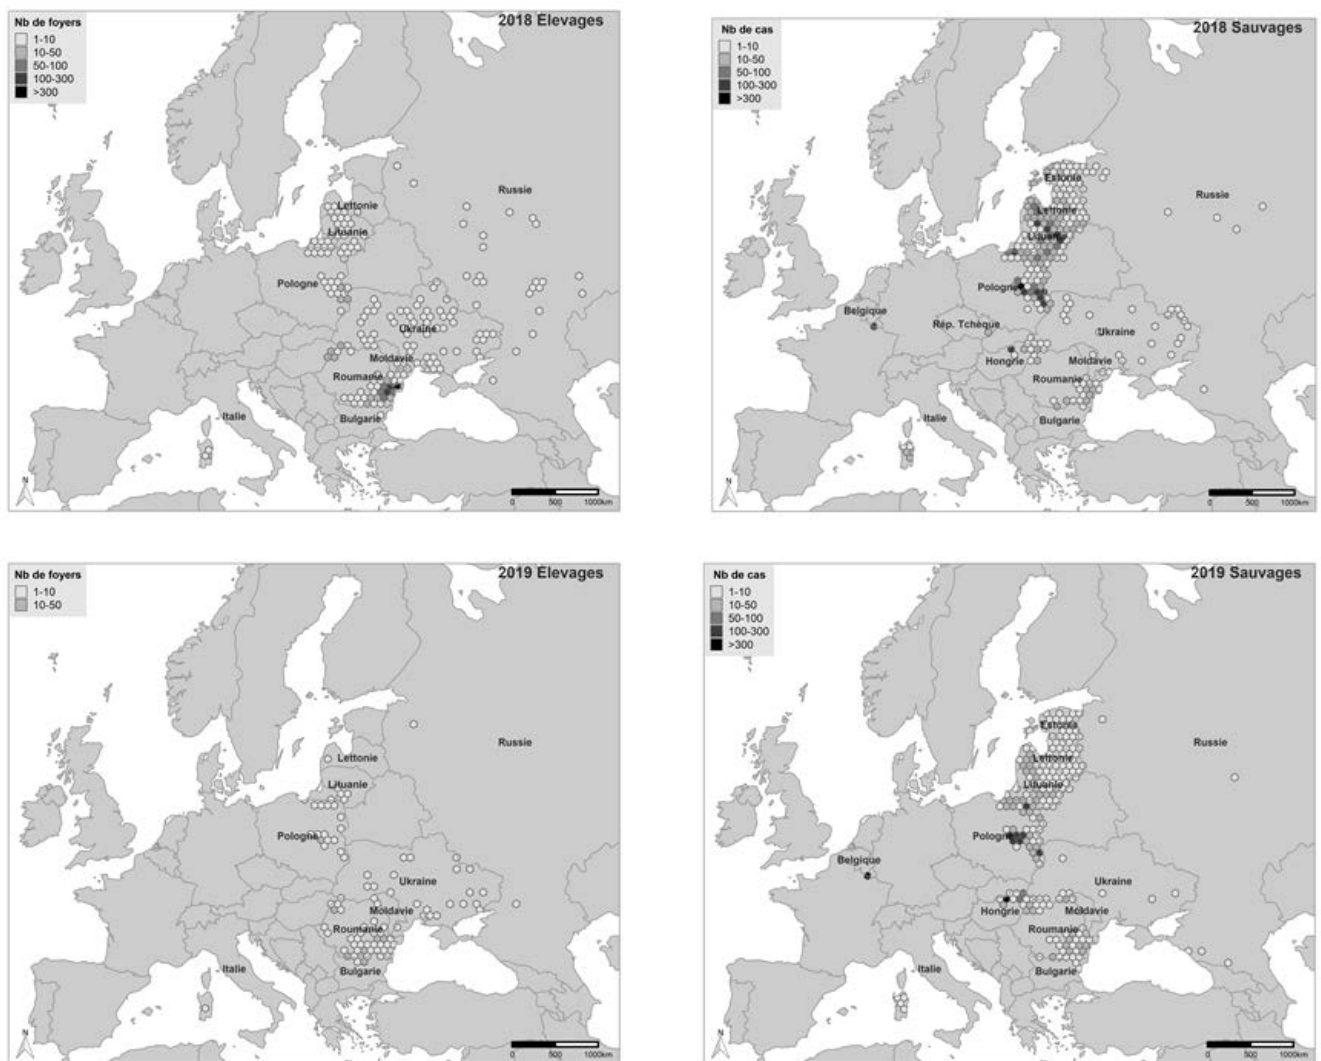 Nb de foyers
1-10
10-50
50-100
100-300
>300
2018 Elevages
Russie
Lettonie
Lituanie
Pologne
Ukraine
Moldavie
Roumanie
Bulgarie
Italie
N
0 500 1000km
Nb de cas
1-10
10-50
50-100
100-300
>300
2018 Sauvages
Estonie
Russie
Lettonie
Lituanie
Pologne
Belgique
Rép. Tchèque
Ukraine
Hongrie
Moldavie
Roumanie
Bulgarie
Italie
N
0 500 1000km
Nb de foyers
1-10
10-50
2019 Elevages
Russie
Lettonie
Lituanie
Pologne
Ukraine
Moldavie
Roumanie
Bulgarie
Italie
N
0 500 1000km
Nb de cas
1-10
10-50
50-100
100-300
>300
2019 Sauvages
Estonie
Russie
Lettonie
Lituanie
Pologne
Belgique
Ukraine
Hongrie
Moldavie
Roumanie
Bulgarie
Italie
N
0 500 1000km